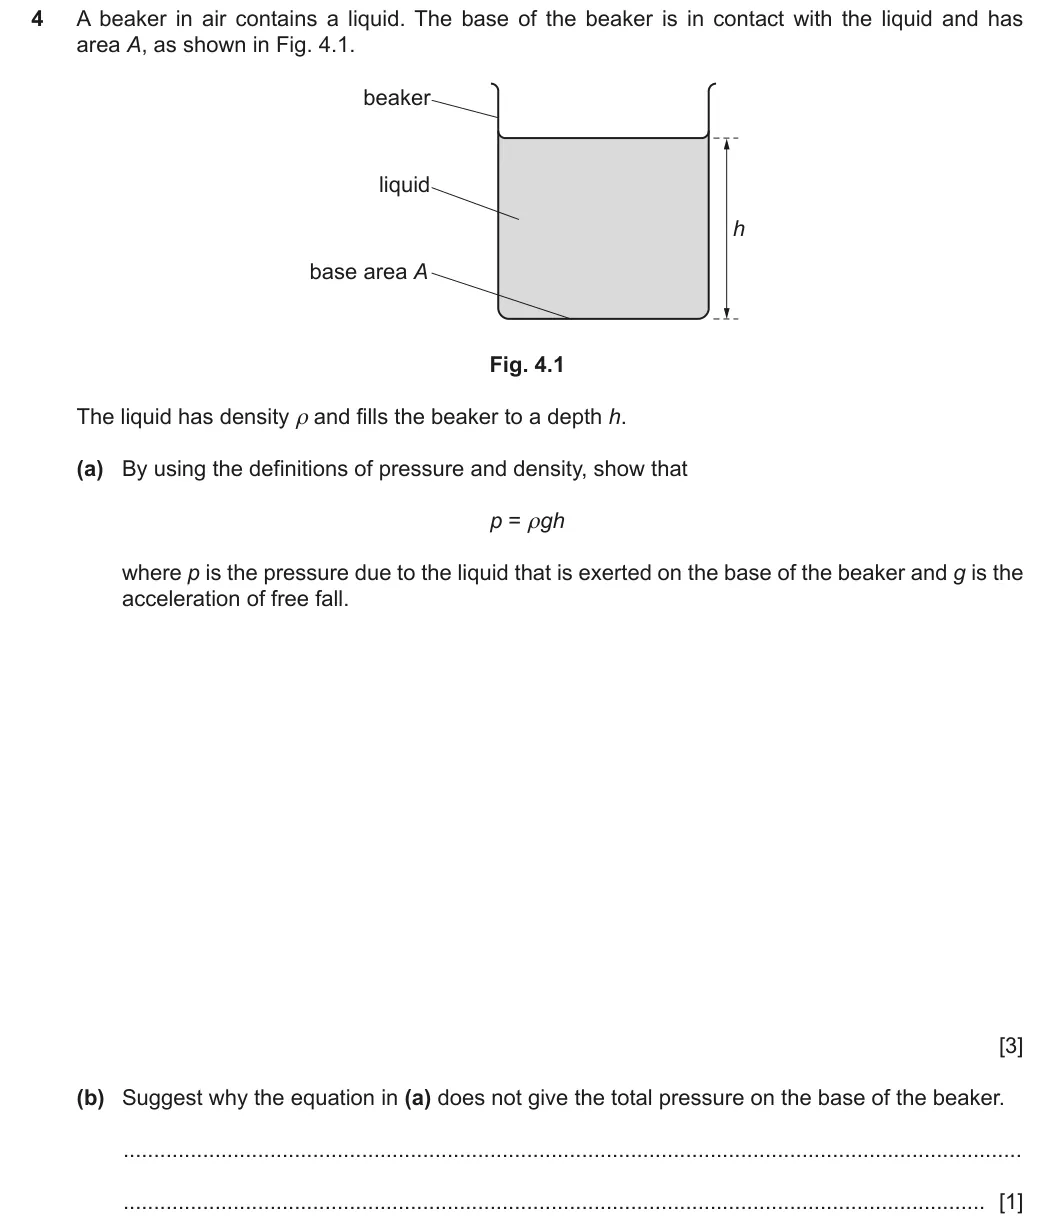 4 A beaker in air contains a liquid. The base of the beaker is in contact with the liquid and has
area A, as shown in Fig. 4.1.
beaker
liquid
h
base area A
Fig. 4.1
The liquid has density ρ and fills the beaker to a depth h.
(a) By using the definitions of pressure and density, show that
p = ρgh
where p is the pressure due to the liquid that is exerted on the base of the beaker and g is the
acceleration of free fall.
[3]
(b) Suggest why the equation in (a) does not give the total pressure on the base of the beaker.
....................................................................................................................................................
............................................................................................................................................... [1]